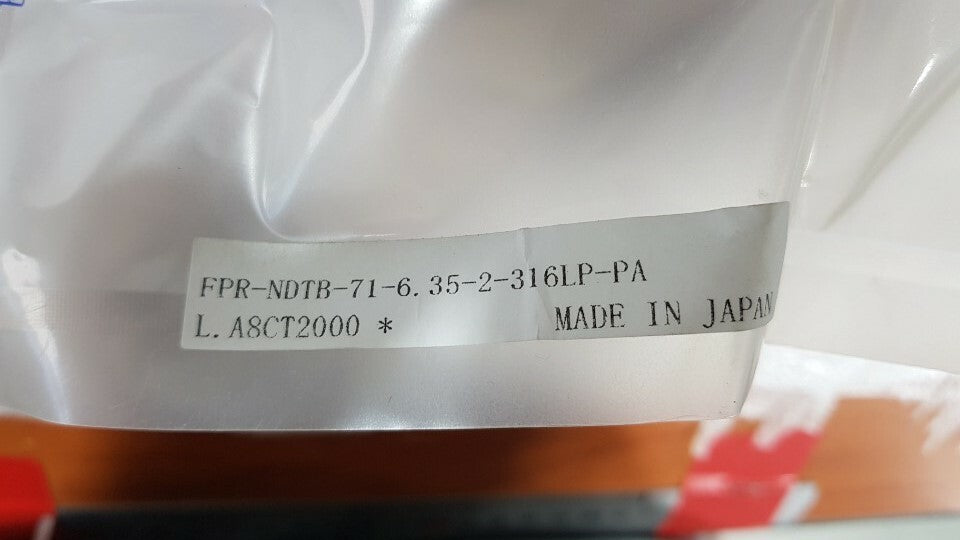 FPR-NDTB-71-6.35-2-316LP-PA
L. A8CT2000 *
MADE IN JAPAN